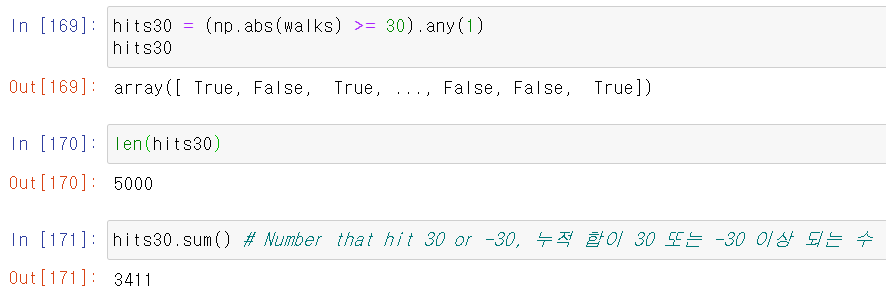 In [169]: hits30 = (np.abs(walks) >= 30).any(1)
hits30
Out[169]: array([ True, False,  True, ..., False, False,  True])
In [170]: len(hits30)
Out[170]: 5000
In [171]: hits30.sum() # Number that hit 30 or -30, 누적 합이 30 또는 -30 이상 되는 수
Out[171]: 3411